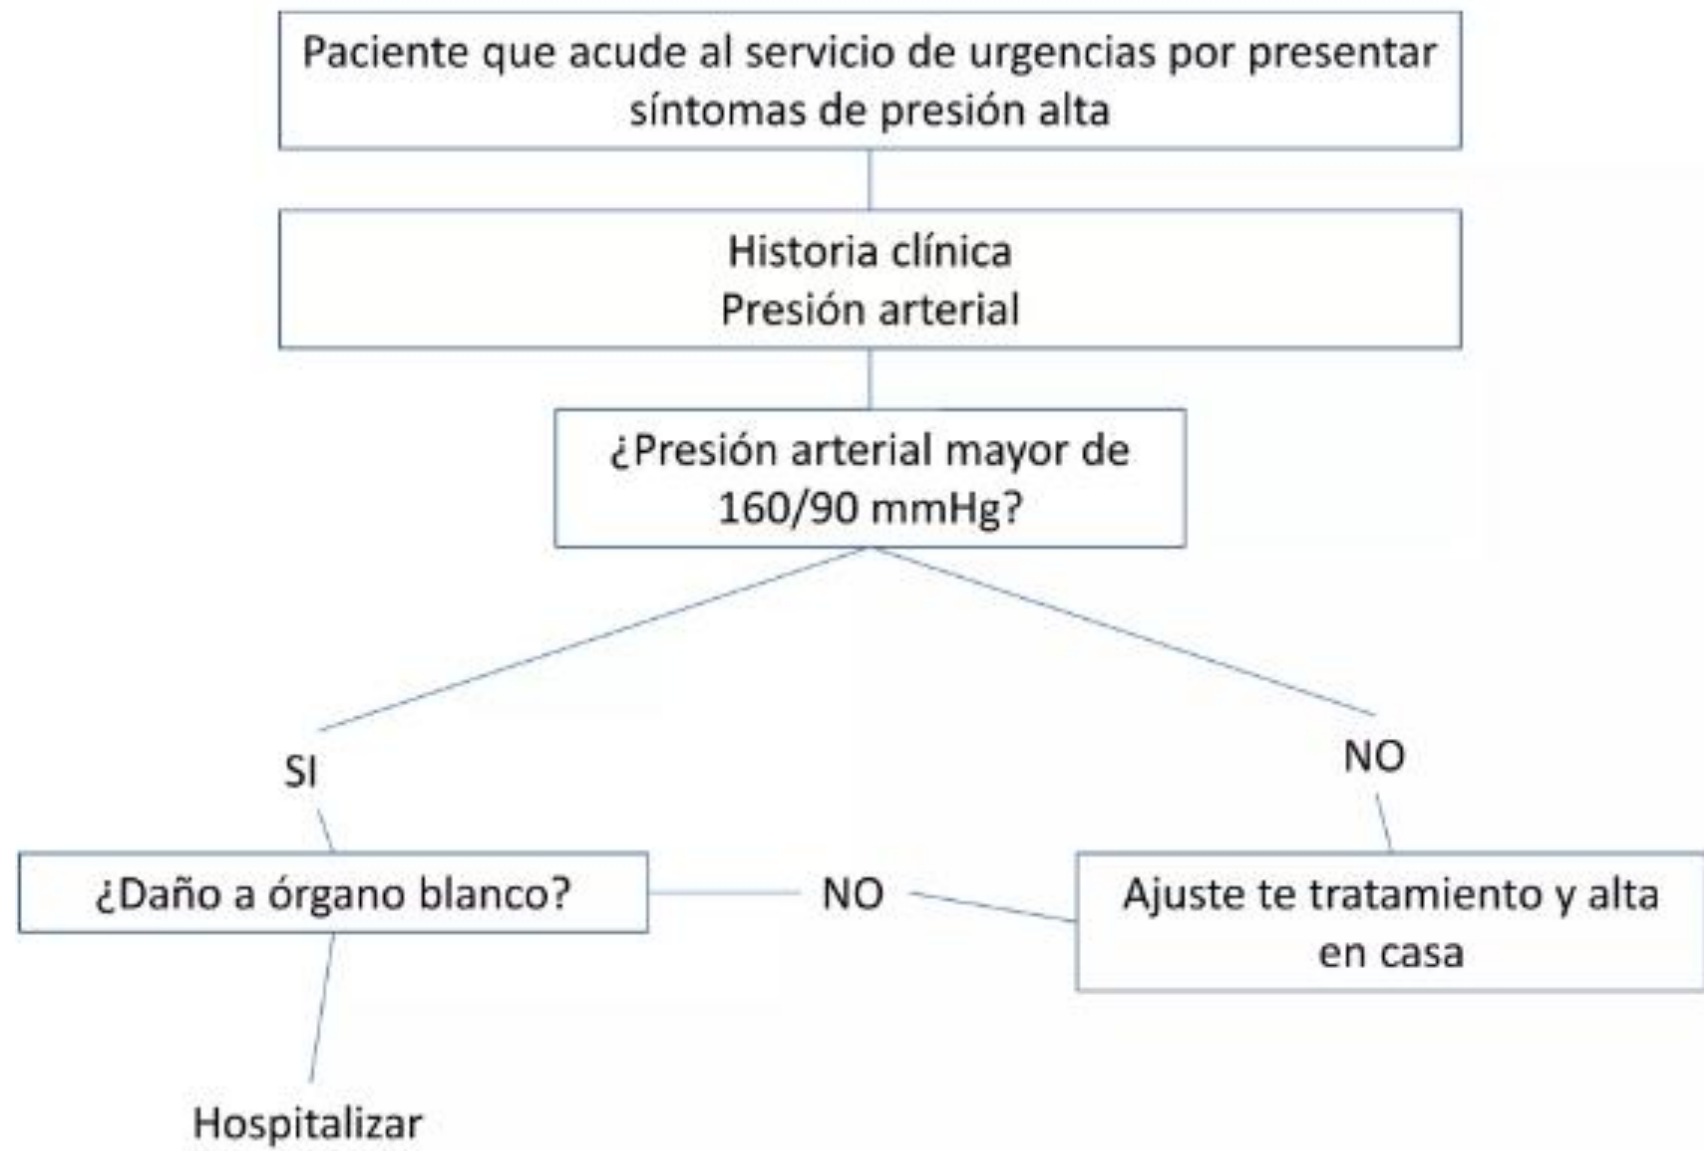 Paciente que acude al servicio de urgencias por presentar
síntomas de presión alta
Historia clínica
Presión arterial
¿Presión arterial mayor de
160/90 mmHg?
SI
NO
¿Daño a órgano blanco?
NO
Ajuste te tratamiento y alta
en casa
Hospitalizar